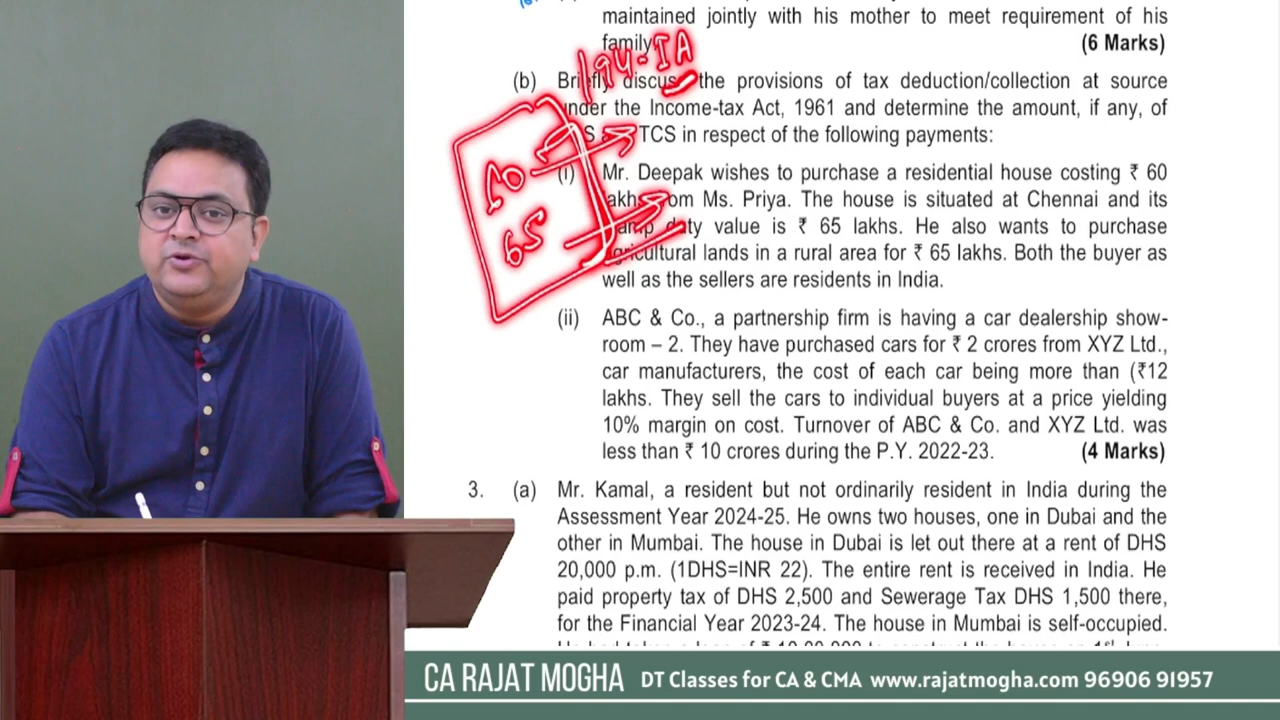 maintained jointly with his mother to meet requirement of his
family. (6 Marks)
194-IA
(b) Briefly discuss the provisions of tax deduction/collection at source
under the Income-tax Act, 1961 and determine the amount, if any, of
TCS in respect of the following payments:
(i) Mr. Deepak wishes to purchase a residential house costing ₹ 60
lakhs from Ms. Priya. The house is situated at Chennai and its
stamp duty value is ₹ 65 lakhs. He also wants to purchase
agricultural lands in a rural area for ₹ 65 lakhs. Both the buyer as
well as the sellers are residents in India.
60
65
(ii) ABC & Co., a partnership firm is having a car dealership show-
room – 2. They have purchased cars for ₹ 2 crores from XYZ Ltd.,
car manufacturers, the cost of each car being more than (₹12
lakhs. They sell the cars to individual buyers at a price yielding
10% margin on cost. Turnover of ABC & Co. and XYZ Ltd. was
less than ₹ 10 crores during the P.Y. 2022-23. (4 Marks)
3. (a) Mr. Kamal, a resident but not ordinarily resident in India during the
Assessment Year 2024-25. He owns two houses, one in Dubai and the
other in Mumbai. The house in Dubai is let out there at a rent of DHS
20,000 p.m. (1DHS=INR 22). The entire rent is received in India. He
paid property tax of DHS 2,500 and Sewerage Tax DHS 1,500 there,
for the Financial Year 2023-24. The house in Mumbai is self-occupied.
CA RAJAT MOGHA DT Classes for CA & CMA www.rajatmogha.com 96906 91957